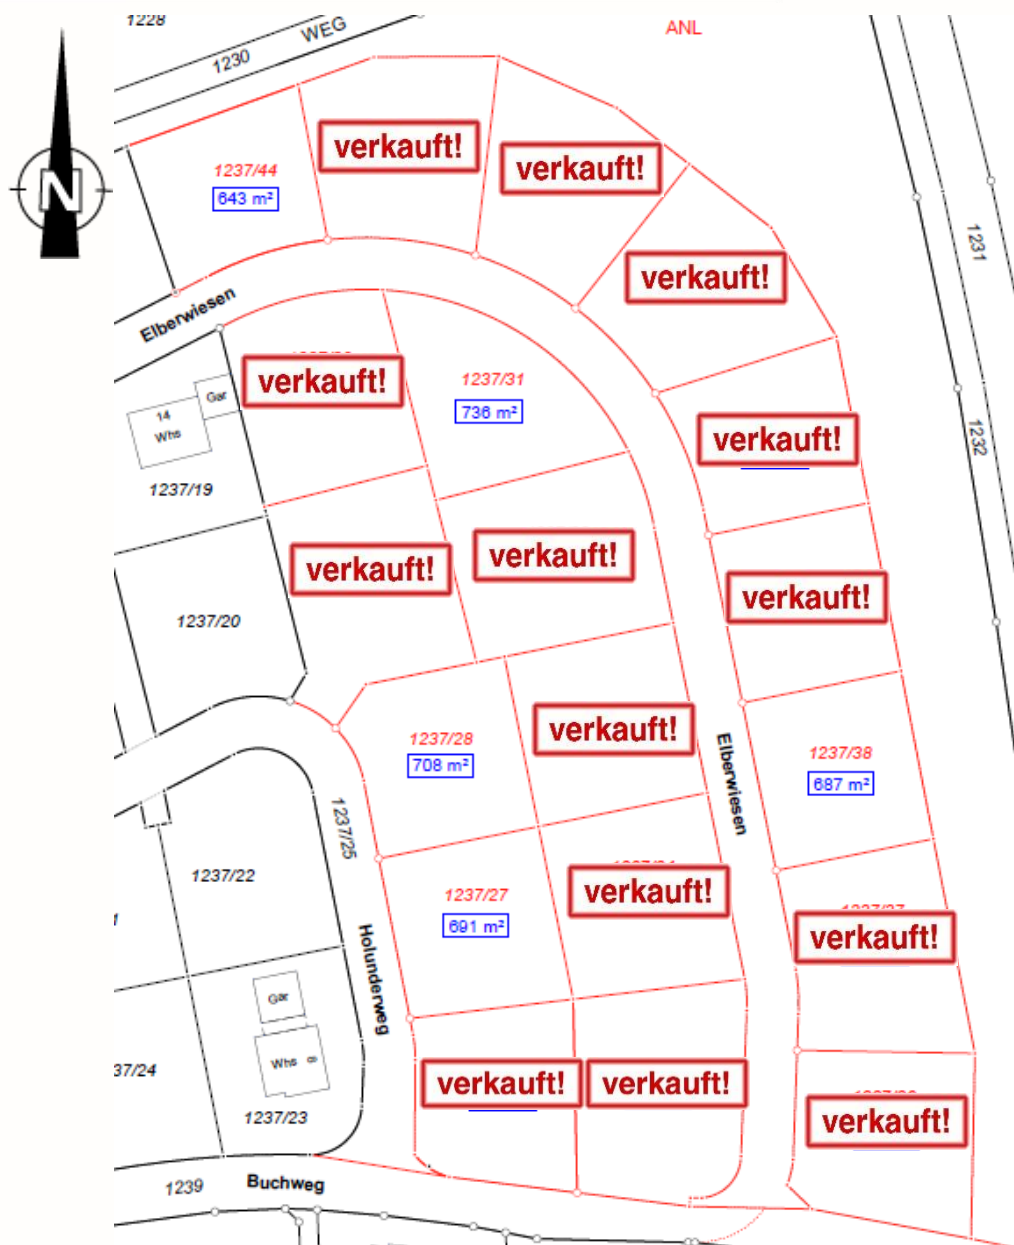 1228
WEG
1230
ANL
N
verkauft!
verkauft!
1237/44
643 m²
1231
verkauft!
Elberwiesen
verkauft!
1237/31
736 m²
Gar
14
Whs
verkauft!
1232
1237/19
verkauft!
verkauft!
verkauft!
1237/20
verkauft!
1237/28
708 m²
Elberwiesen
1237/38
687 m²
1237/25
1237/22
verkauft!
1237/27
691 m²
verkauft!
Holunderweg
Gar
Whs 8
37/24
verkauft!
verkauft!
1237/23
verkauft!
1239
Buchweg